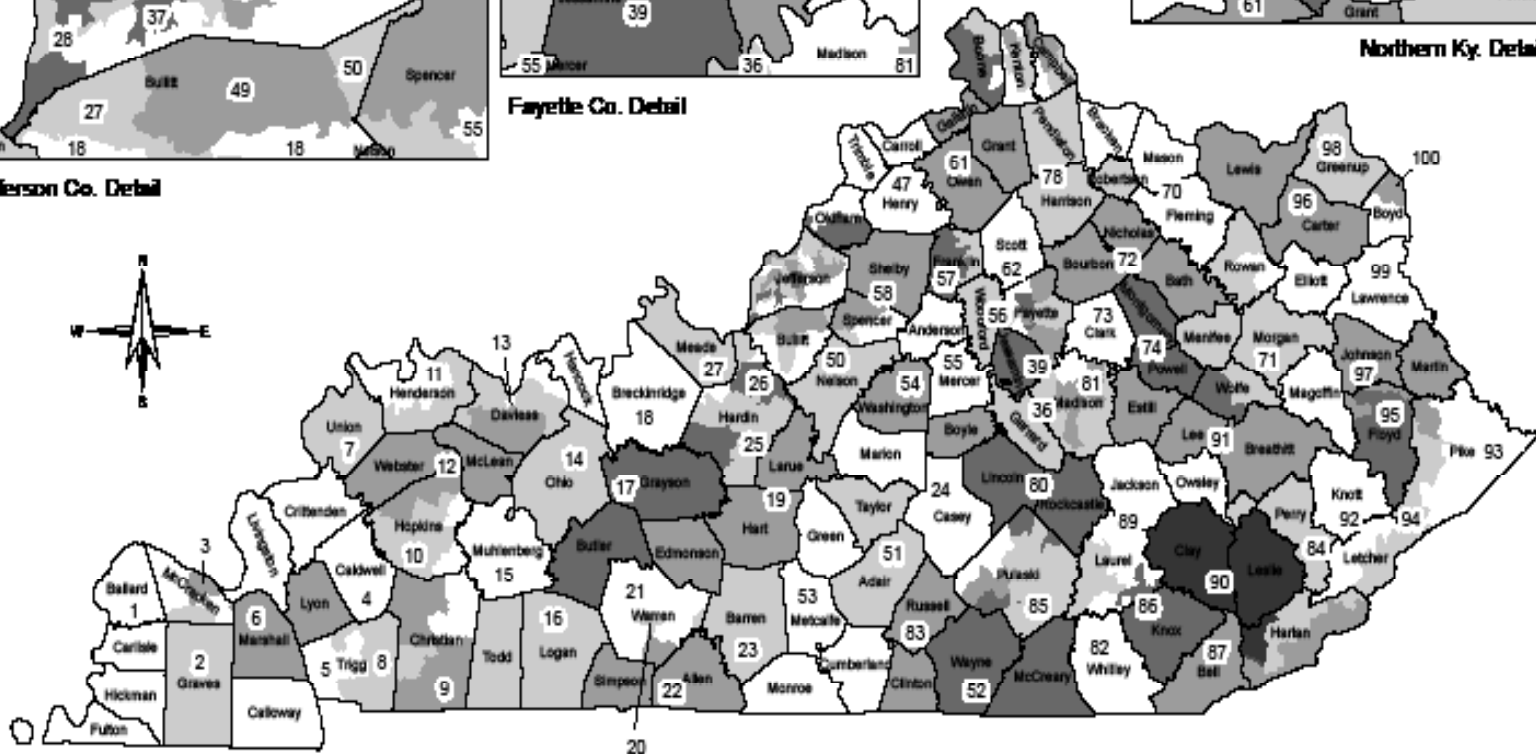 37
28
Bullitt
49
50
Spencer
27
18
18
Nelson
55
39
55
Mercer
36
Madison
81
Fayette Co. Detail
61
Grant
Northern Ky. Detai
ferson Co. Detail
N
W
E
S
Boone
Kenton
Campbell
Gallatin
Carroll
Trimble
Grant
Pendleton
Bracken
Mason
Robertson
Lewis
98
Greenup
100
61
Owen
47
Henry
78
Harrison
70
Fleming
96
Carter
Boyd
Oldham
Shelby
58
Franklin
57
Scott
62
Nicholas
Bourbon
72
Bath
Rowan
Elliott
99
Lawrence
Jefferson
Spencer
Bullitt
Anderson
Woodford
56
Fayette
73
Clark
Montgomery
74
Powell
Menifee
Morgan
71
Johnson
97
Martin
13
Meade
27
26
50
Nelson
54
Washington
55
Mercer
39
36
81
Madison
Garrard
Estill
Wolfe
Magoffin
95
Floyd
11
Henderson
Hancock
Breckinridge
18
Hardin
25
Larue
Marion
Boyle
Lee
91
Breathitt
Pike
93
Union
7
Webster
12
McLean
Daviess
14
Ohio
17
Grayson
19
Hart
Green
Taylor
24
Casey
Lincoln
80
Rockcastle
Jackson
89
Owsley
Perry
Knott
92
94
Crittenden
Livingston
Hopkins
10
Muhlenberg
15
Butler
Edmonson
51
Adair
Pulaski
85
Laurel
Clay
90
Leslie
84
Letcher
3
McCracken
Ballard
1
Caldwell
4
Lyon
6
Marshall
21
Warren
Barren
23
53
Metcalfe
Russell
83
86
Knox
Harlan
87
Bell
Carlisle
2
Graves
5
Trigg
8
Christian
9
Todd
16
Logan
Simpson
22
Allen
Monroe
Cumberland
Clinton
Wayne
52
McCreary
82
Whitley
Hickman
Fulton
Calloway
20